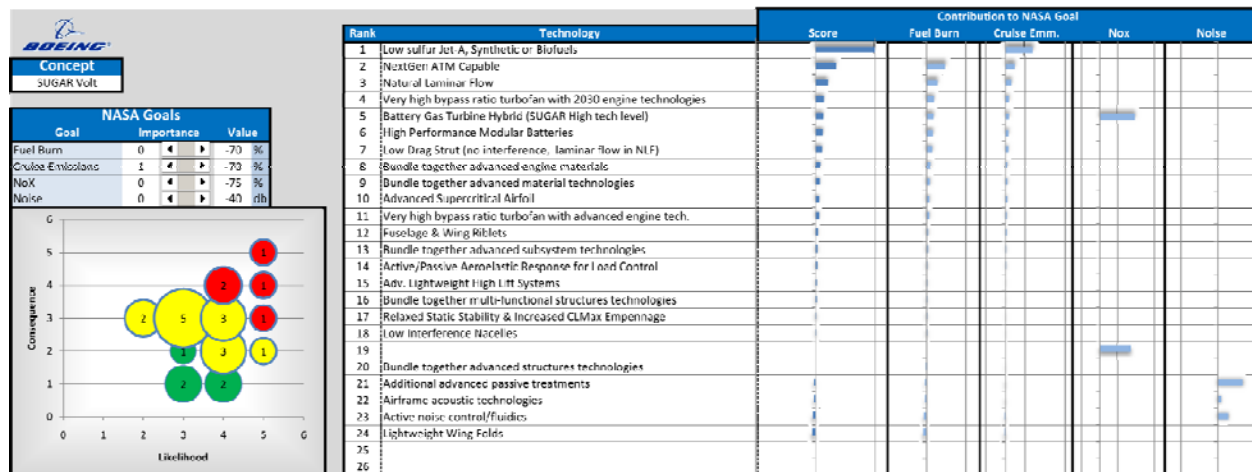 BOEING
Concept
SUGAR Volt
NASA Goals
Goal Importance Value
Fuel Burn 0 -70 %
Cruise Emissions 1 -70 %
NoX 0 -75 %
Noise 0 -40 db
6
5
4
3
2
1
0
Consequence
1
2 1
2 5 3 1
1 3 1
2 2
0 1 2 3 4 5 6
Likelihood
Contribution to NASA Goal
Rank Technology Score Fuel Burn Cruise Emm. Nox Noise
1 Low sulfur Jet-A, Synthetic or Biofuels
2 NextGen ATM Capable
3 Natural Laminar Flow
4 Very high bypass ratio turbofan with 2030 engine technologies
5 Battery Gas Turbine Hybrid (SUGAR High tech level)
6 High Performance Modular Batteries
7 Low Drag Strut (no interference, laminar flow in NLF)
8 Bundle together advanced engine materials
9 Bundle together advanced material technologies
10 Advanced Supercritical Airfoil
11 Very high bypass ratio turbofan with advanced engine tech.
12 Fuselage & Wing Riblets
13 Bundle together advanced subsystem technologies
14 Active/Passive Aeroelastic Response for Load Control
15 Adv. Lightweight High Lift Systems
16 Bundle together multi-functional structures technologies
17 Relaxed Static Stability & Increased CLMax Empennage
18 Low Interference Nacelles
19
20 Bundle together advanced structures technologies
21 Additional advanced passive treatments
22 Airframe acoustic technologies
23 Active noise control/fluidics
24 Lightweight Wing Folds
25
26